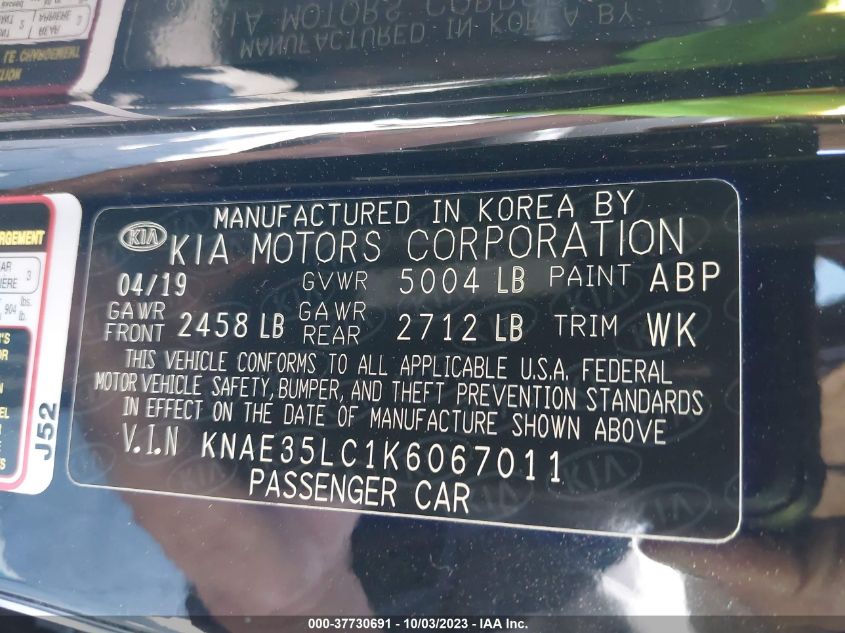 MANUFACTURED IN KOREA BY
KIA KIA MOTORS CORPORATION
04/19 GVWR 5004 LB PAINT ABP
GAWR FRONT 2458 LB GAWR REAR 2712 LB TRIM WK
THIS VEHICLE CONFORMS TO ALL APPLICABLE U.S.A. FEDERAL
MOTOR VEHICLE SAFETY, BUMPER, AND THEFT PREVENTION STANDARDS
IN EFFECT ON THE DATE OF MANUFACTURE SHOWN ABOVE
V.I.N KNAE35LC1K6067011
PASSENGER CAR
J52
000-37730691 - 10/03/2023 - IAA Inc.